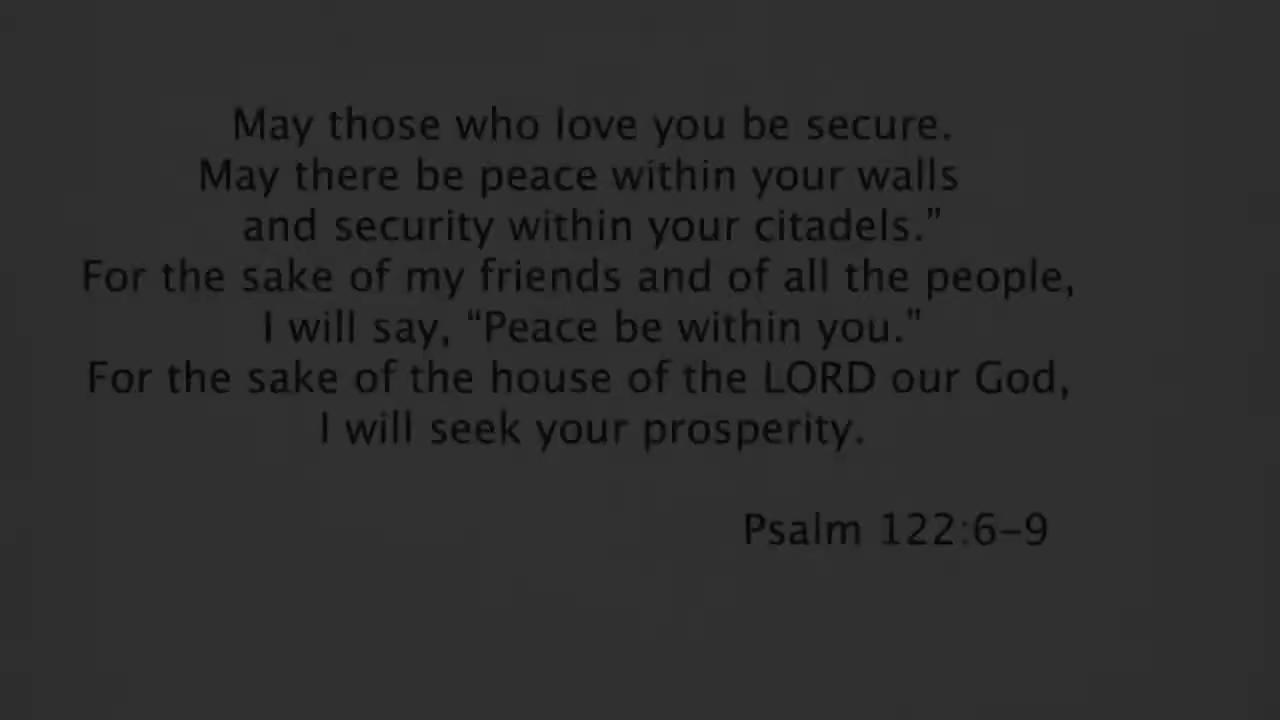 May those who love you be secure.
May there be peace within your walls
and security within your citadels.”
For the sake of my friends and of all the people,
I will say, “Peace be within you.”
For the sake of the house of the LORD our God,
I will seek your prosperity.
Psalm 122:6–9